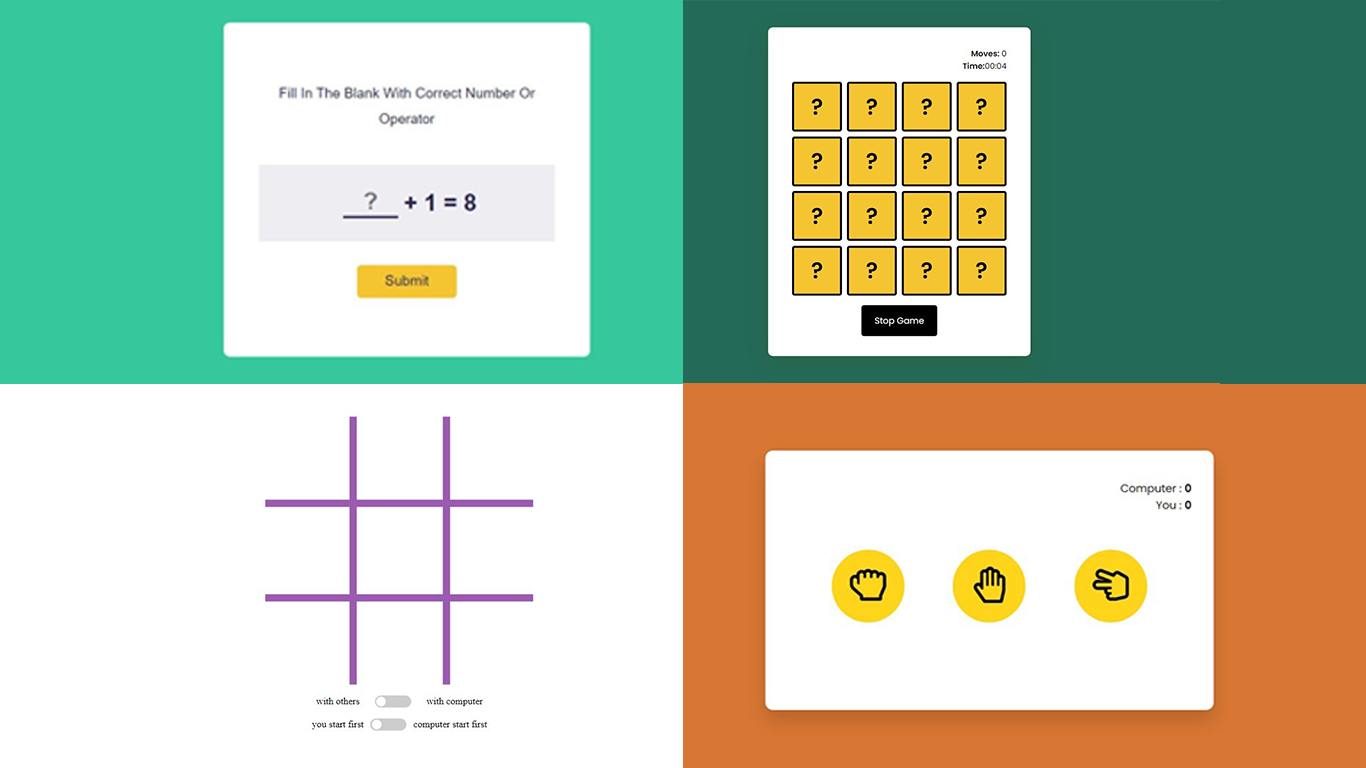 Fill In The Blank With Correct Number Or
Operator
? + 1 = 8
Submit
Moves: 0
Time:00:04
? ? ? ?
? ? ? ?
? ? ? ?
? ? ? ?
Stop Game
with others with computer
you start first computer start first
Computer : 0
You : 0